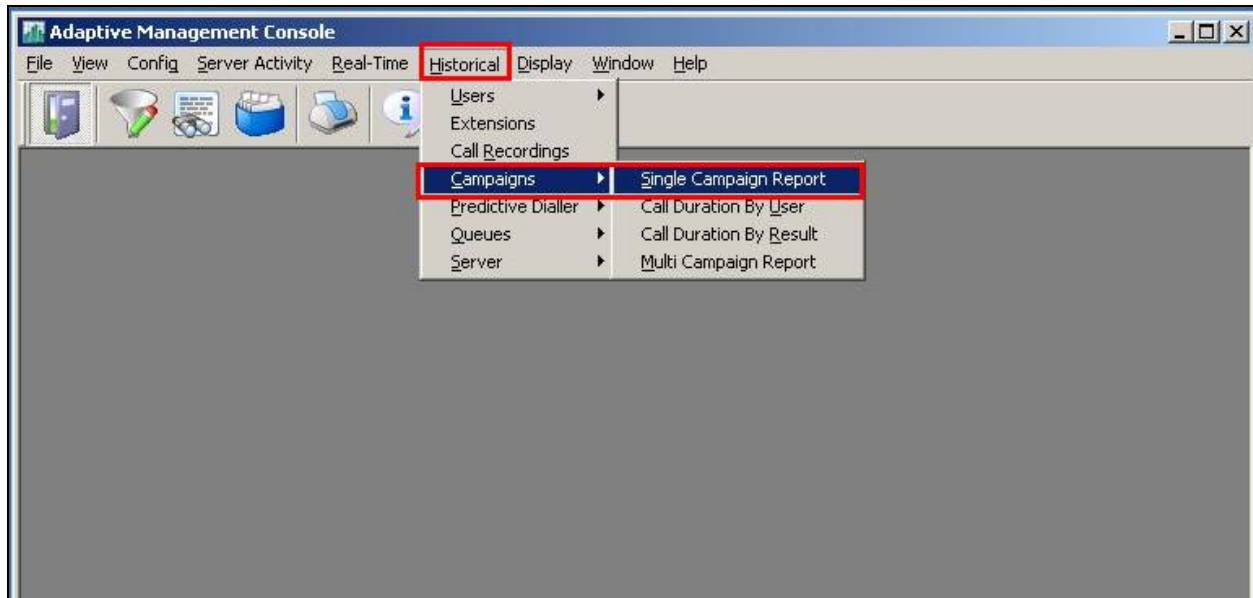 Adaptive Management Console
File View Config Server Activity Real-Time Historical Display Window Help
Users
Extensions
Call Recordings
Campaigns
Predictive Dialler
Queues
Server
Single Campaign Report
Call Duration By User
Call Duration By Result
Multi Campaign Report